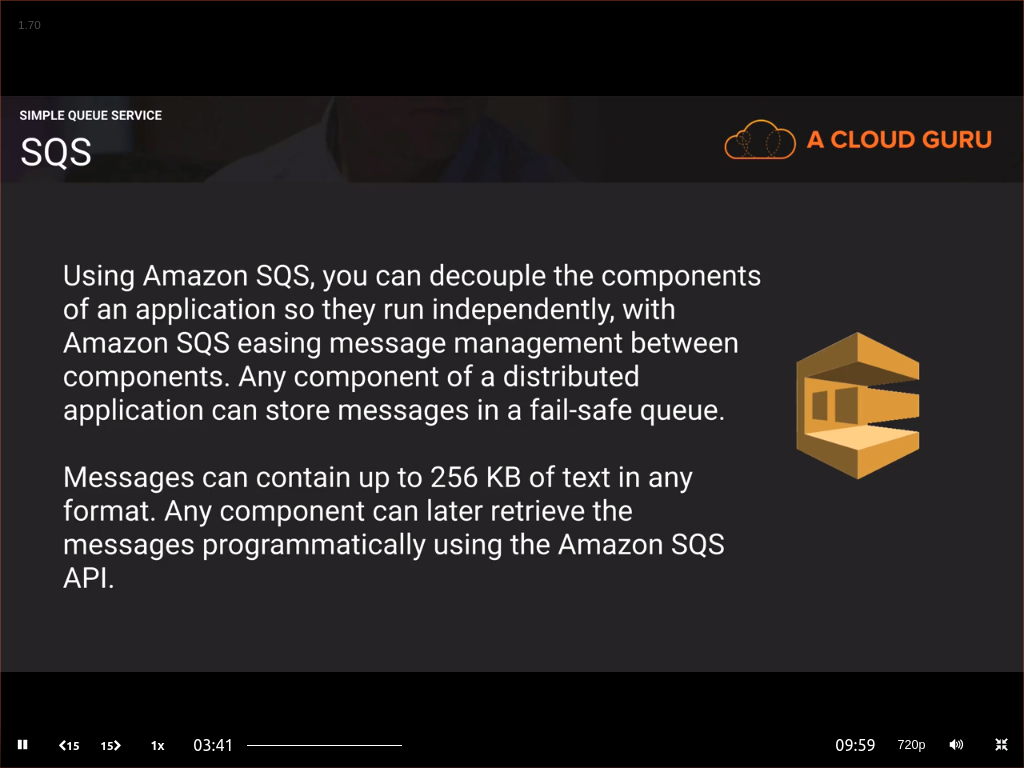 1.70
SIMPLE QUEUE SERVICE
SQS
A CLOUD GURU
Using Amazon SQS, you can decouple the components
of an application so they run independently, with
Amazon SQS easing message management between
components. Any component of a distributed
application can store messages in a fail-safe queue.
Messages can contain up to 256 KB of text in any
format. Any component can later retrieve the
messages programmatically using the Amazon SQS
API.
15 15 1x 03:41 09:59 720p